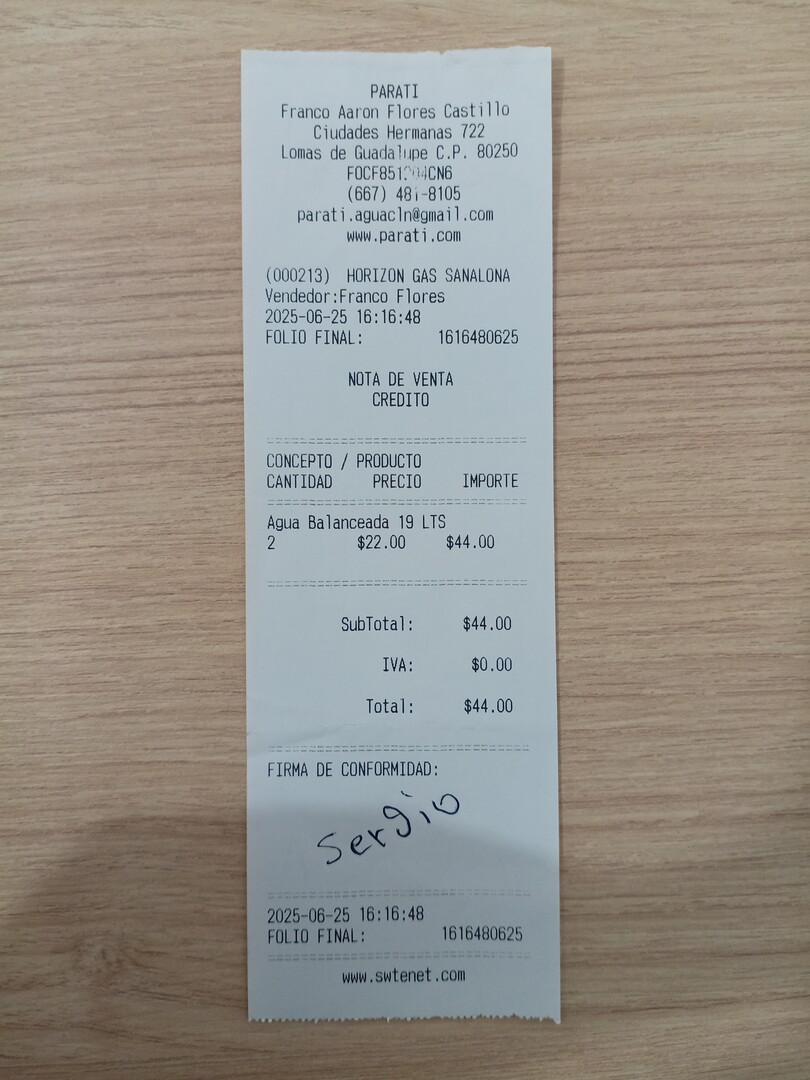 PARATI
Franco Aaron Flores Castillo
Ciudades Hermanas 722
Lomas de Guadalupe C.P. 80250
(667) 481-8105
parati.aguacln@gmail.com
www.parati.com
(000213) HORIZON GAS SANALONA
Vendedor:Franco Flores
2025-06-25 16:16:48
FOLIO FINAL: 1616480625
NOTA DE VENTA
CREDITO
CONCEPTO / PRODUCTO
CANTIDAD PRECIO IMPORTE
Agua Balanceada 19 LTS
2 $22.00 $44.00
SubTotal: $44.00
IVA: $0.00
Total: $44.00
FIRMA DE CONFORMIDAD:
Sergio
2025-06-25 16:16:48
FOLIO FINAL: 1616480625
www.swtenet.com